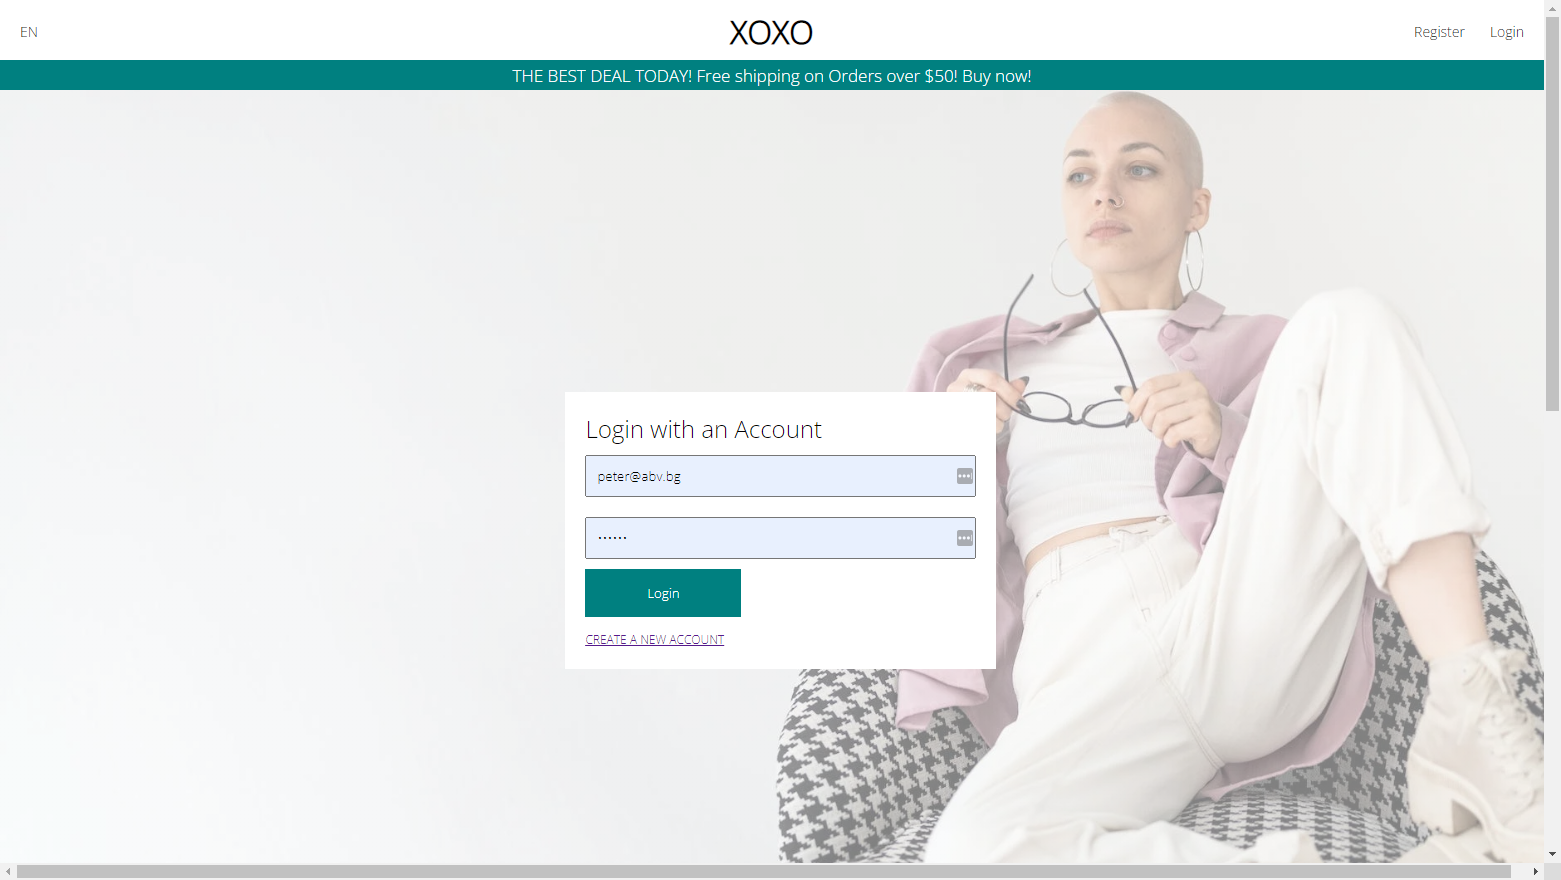 EN
XOXO
Register
Login
THE BEST DEAL TODAY! Free shipping on Orders over $50! Buy now!
Login with an Account
peter@abv.bg
••••••
Login
CREATE A NEW ACCOUNT